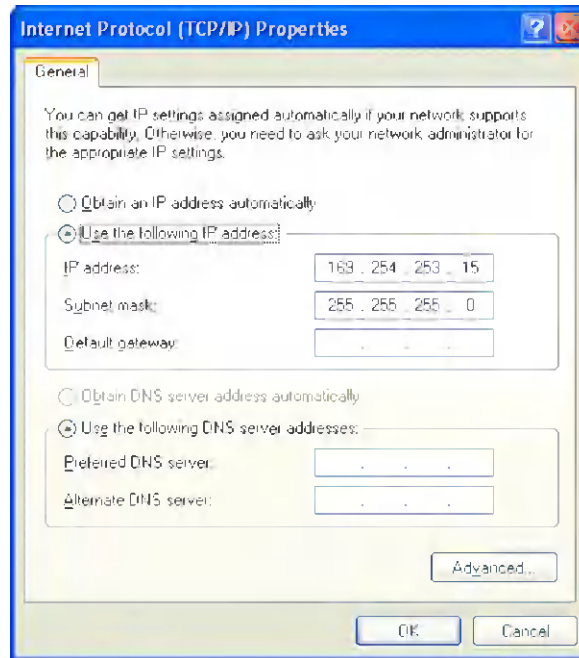 Internet Protocol (TCP/IP) Properties
General
You can get IP settings assigned automatically if your network supports
this capability. Otherwise, you need to ask your network administrator for
the appropriate IP settings.
Obtain an IP address automatically
Use the following IP address:
IP address:
169 . 254 . 253 . 15
Subnet mask:
255 . 255 . 255 . 0
Default gateway:
Obtain DNS server address automatically
Use the following DNS server addresses:
Preferred DNS server:
Alternate DNS server:
Advanced...
OK
Cancel